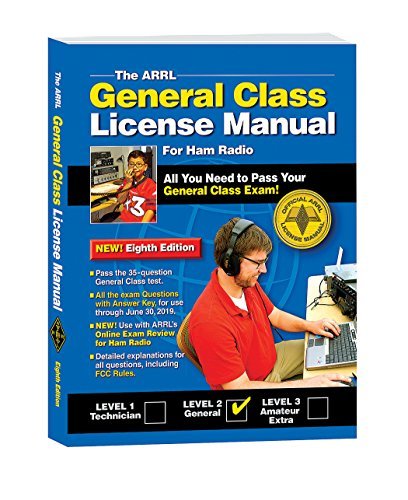 The ARRL
General Class
License Manual
For Ham Radio
All You Need to Pass Your
General Class Exam!
OFFICIAL ARRL
LICENSE MANUAL
NEW! Eighth Edition
• Pass the 35-question
General Class test.
• All the exam Questions
with Answer Key, for use
through June 30, 2019.
• NEW! Use with ARRL's
Online Exam Review
for Ham Radio
• Detailed explanations for
all questions, including
FCC Rules.
LEVEL 1
Technician
LEVEL 2
General
LEVEL 3
Amateur
Extra
The ARRL
General Class License Manual
Eighth Edition
3